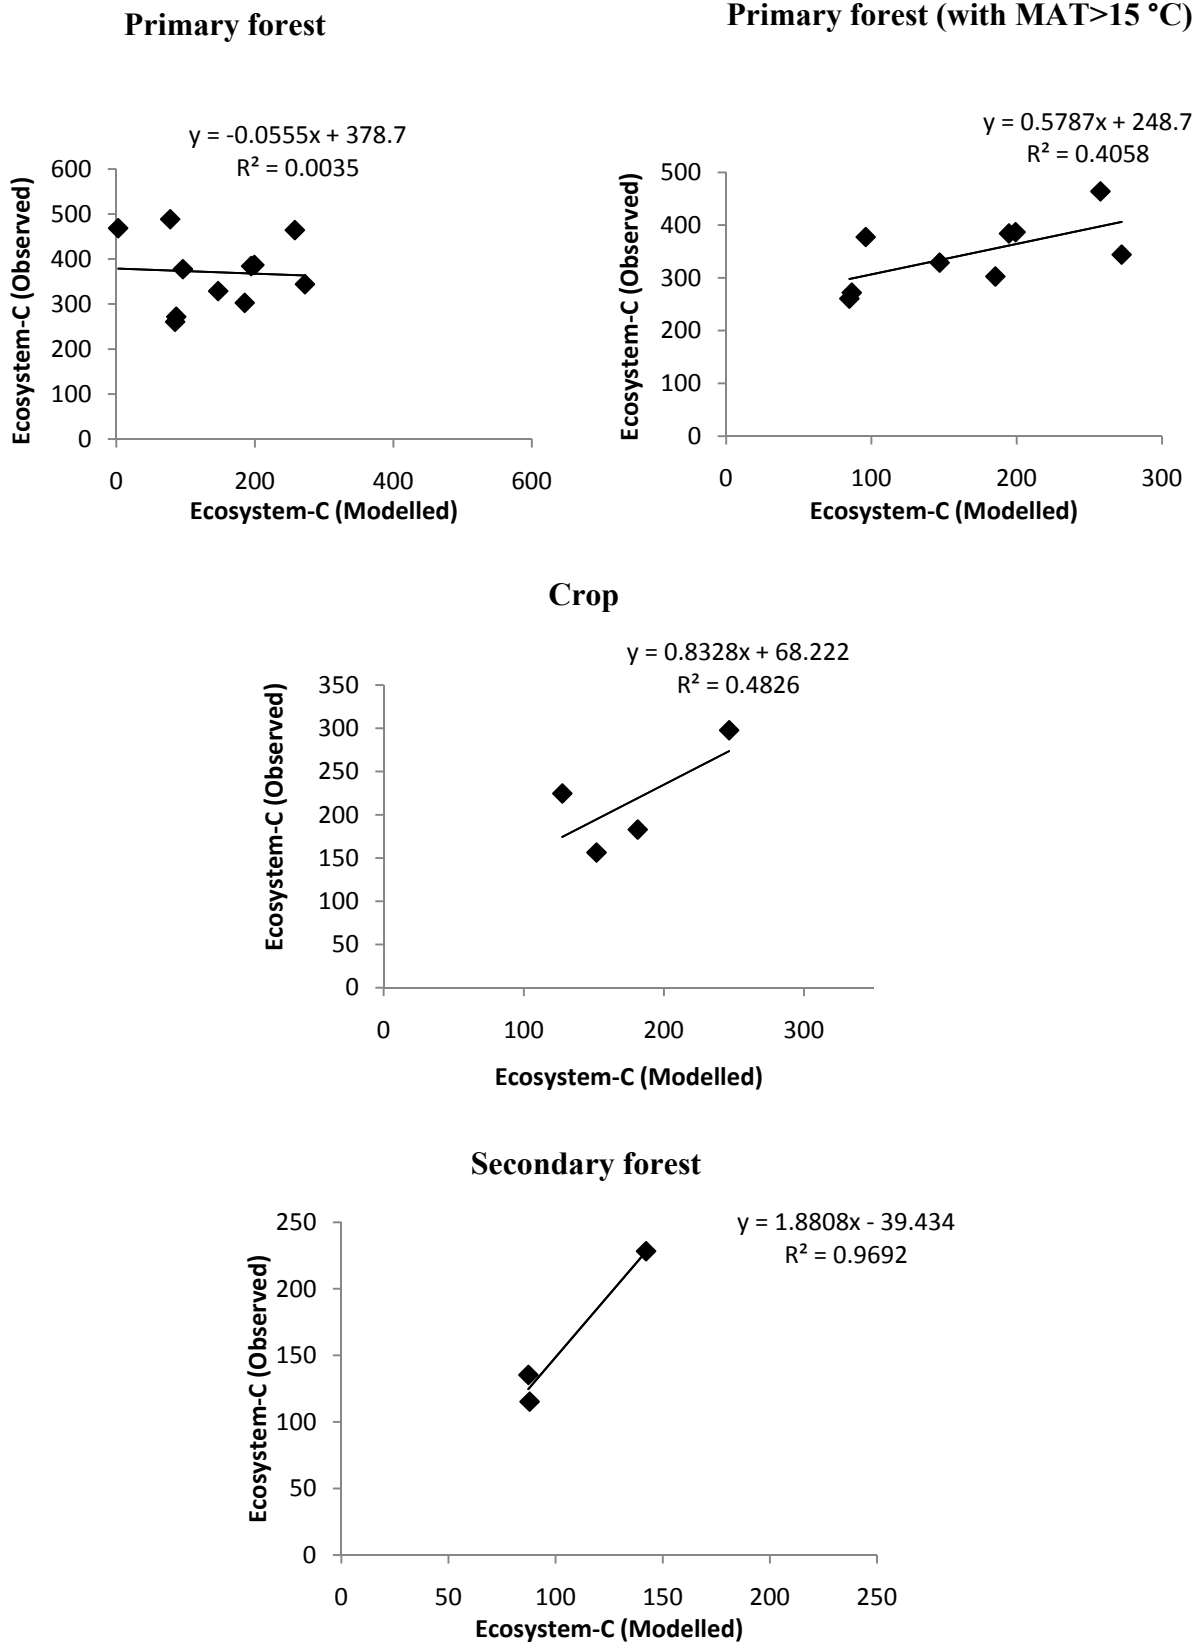 Primary forest
y = -0.0555x + 378.7
R² = 0.0035
Ecosystem-C (Observed)
600
500
400
300
200
100
0
0 200 400 600
Ecosystem-C (Modelled)
Primary forest (with MAT>15 °C)
y = 0.5787x + 248.7
R² = 0.4058
Ecosystem-C (Observed)
500
400
300
200
100
0
0 100 200 300
Ecosystem-C (Modelled)
Crop
y = 0.8328x + 68.222
R² = 0.4826
Ecosystem-C (Observed)
350
300
250
200
150
100
50
0
0 100 200 300
Ecosystem-C (Modelled)
Secondary forest
y = 1.8808x - 39.434
R² = 0.9692
Ecosystem-C (Observed)
250
200
150
100
50
0
0 50 100 150 200 250
Ecosystem-C (Modelled)